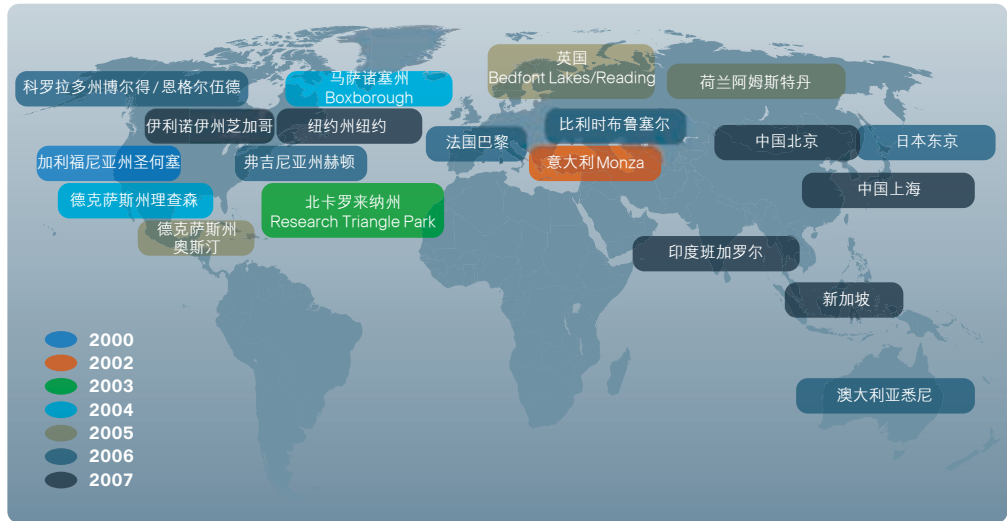 英国
Bedfont Lakes/Reading
科罗拉多州博尔得/恩格尔伍德
马萨诸塞州
Boxborough
荷兰阿姆斯特丹
伊利诺伊州芝加哥
纽约州纽约
比利时布鲁塞尔
法国巴黎
中国北京
日本东京
加利福尼亚州圣何塞
弗吉尼亚州赫顿
意大利Monza
中国上海
德克萨斯州理查森
北卡罗来纳州
Research Triangle Park
德克萨斯州
奥斯汀
印度班加罗尔
新加坡
澳大利亚悉尼
2000
2002
2003
2004
2005
2006
2007